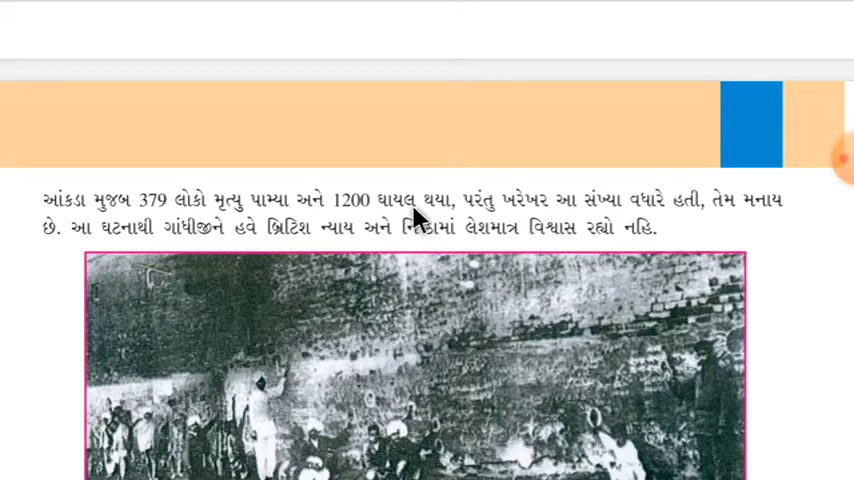 આંકડા મુજબ 379 લોકો મૃત્યુ પામ્યા અને 1200 ઘાયલ થયા, પરંતુ ખરેખર આ સંખ્યા વધારે હતી, તેમ મનાય
છે. આ ઘટનાથી ગાંધીજીને હવે બ્રિટિશ ન્યાય અને લેશમાત્ર વિશ્વાસ રહ્યો નહિ.